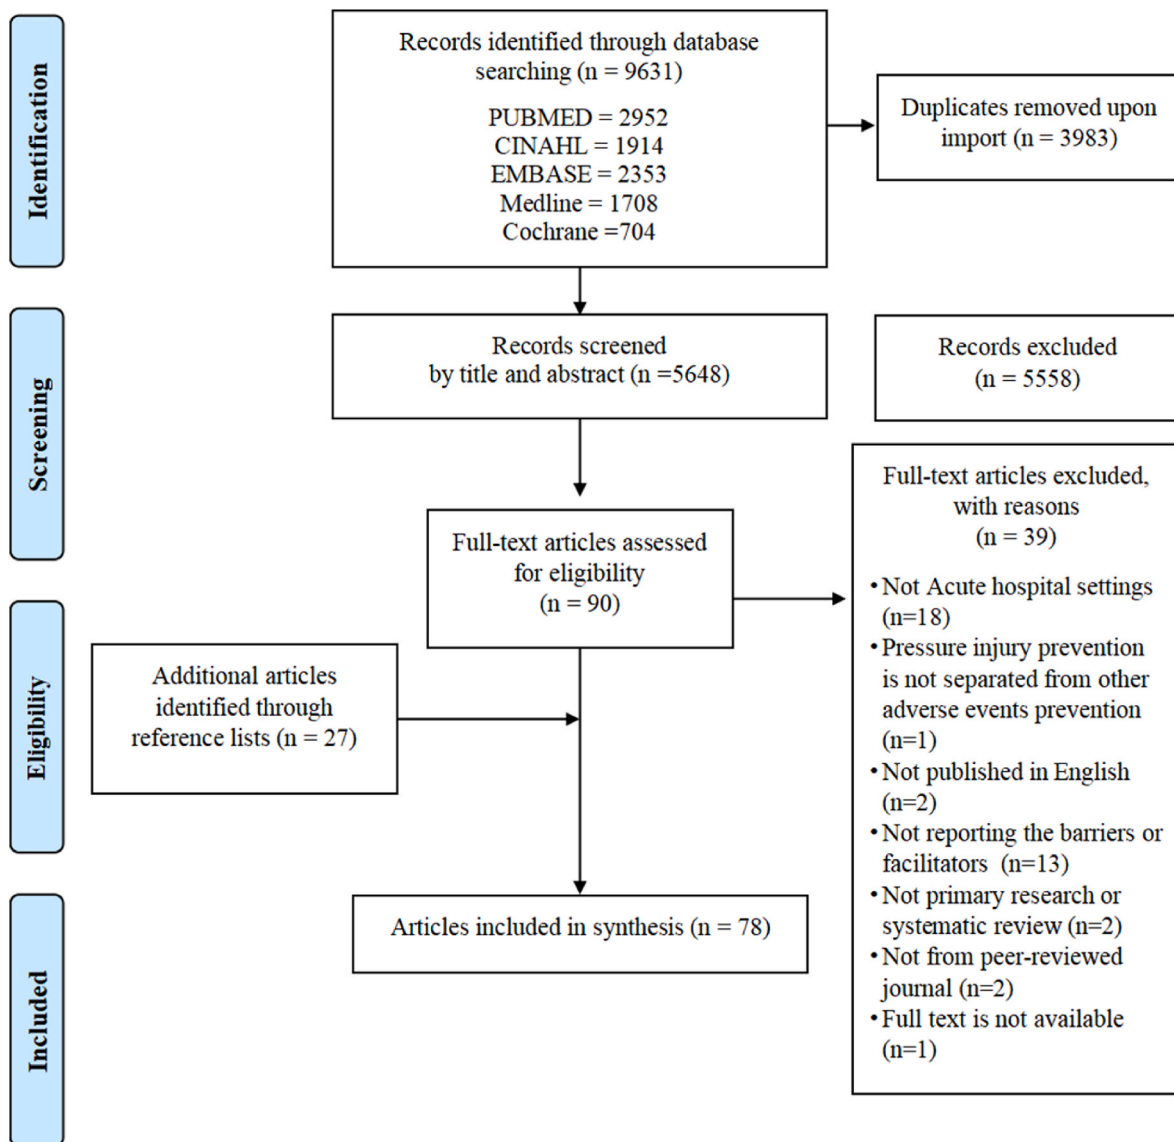 Identification
Records identified through database
searching (n = 9631)
PUBMED = 2952
CINAHL = 1914
EMBASE = 2353
Medline = 1708
Cochrane =704
Duplicates removed upon
import (n = 3983)
Screening
Records screened
by title and abstract (n =5648)
Records excluded
(n = 5558)
Full-text articles assessed
for eligibility
(n = 90)
Full-text articles excluded,
with reasons
(n = 39)
• Not Acute hospital settings
(n=18)
• Pressure injury prevention
is not separated from other
adverse events prevention
(n=1)
• Not published in English
(n=2)
• Not reporting the barriers or
facilitators (n=13)
• Not primary research or
systematic review (n=2)
• Not from peer-reviewed
journal (n=2)
• Full text is not available
(n=1)
Eligibility
Additional articles
identified through
reference lists (n = 27)
Included
Articles included in synthesis (n = 78)